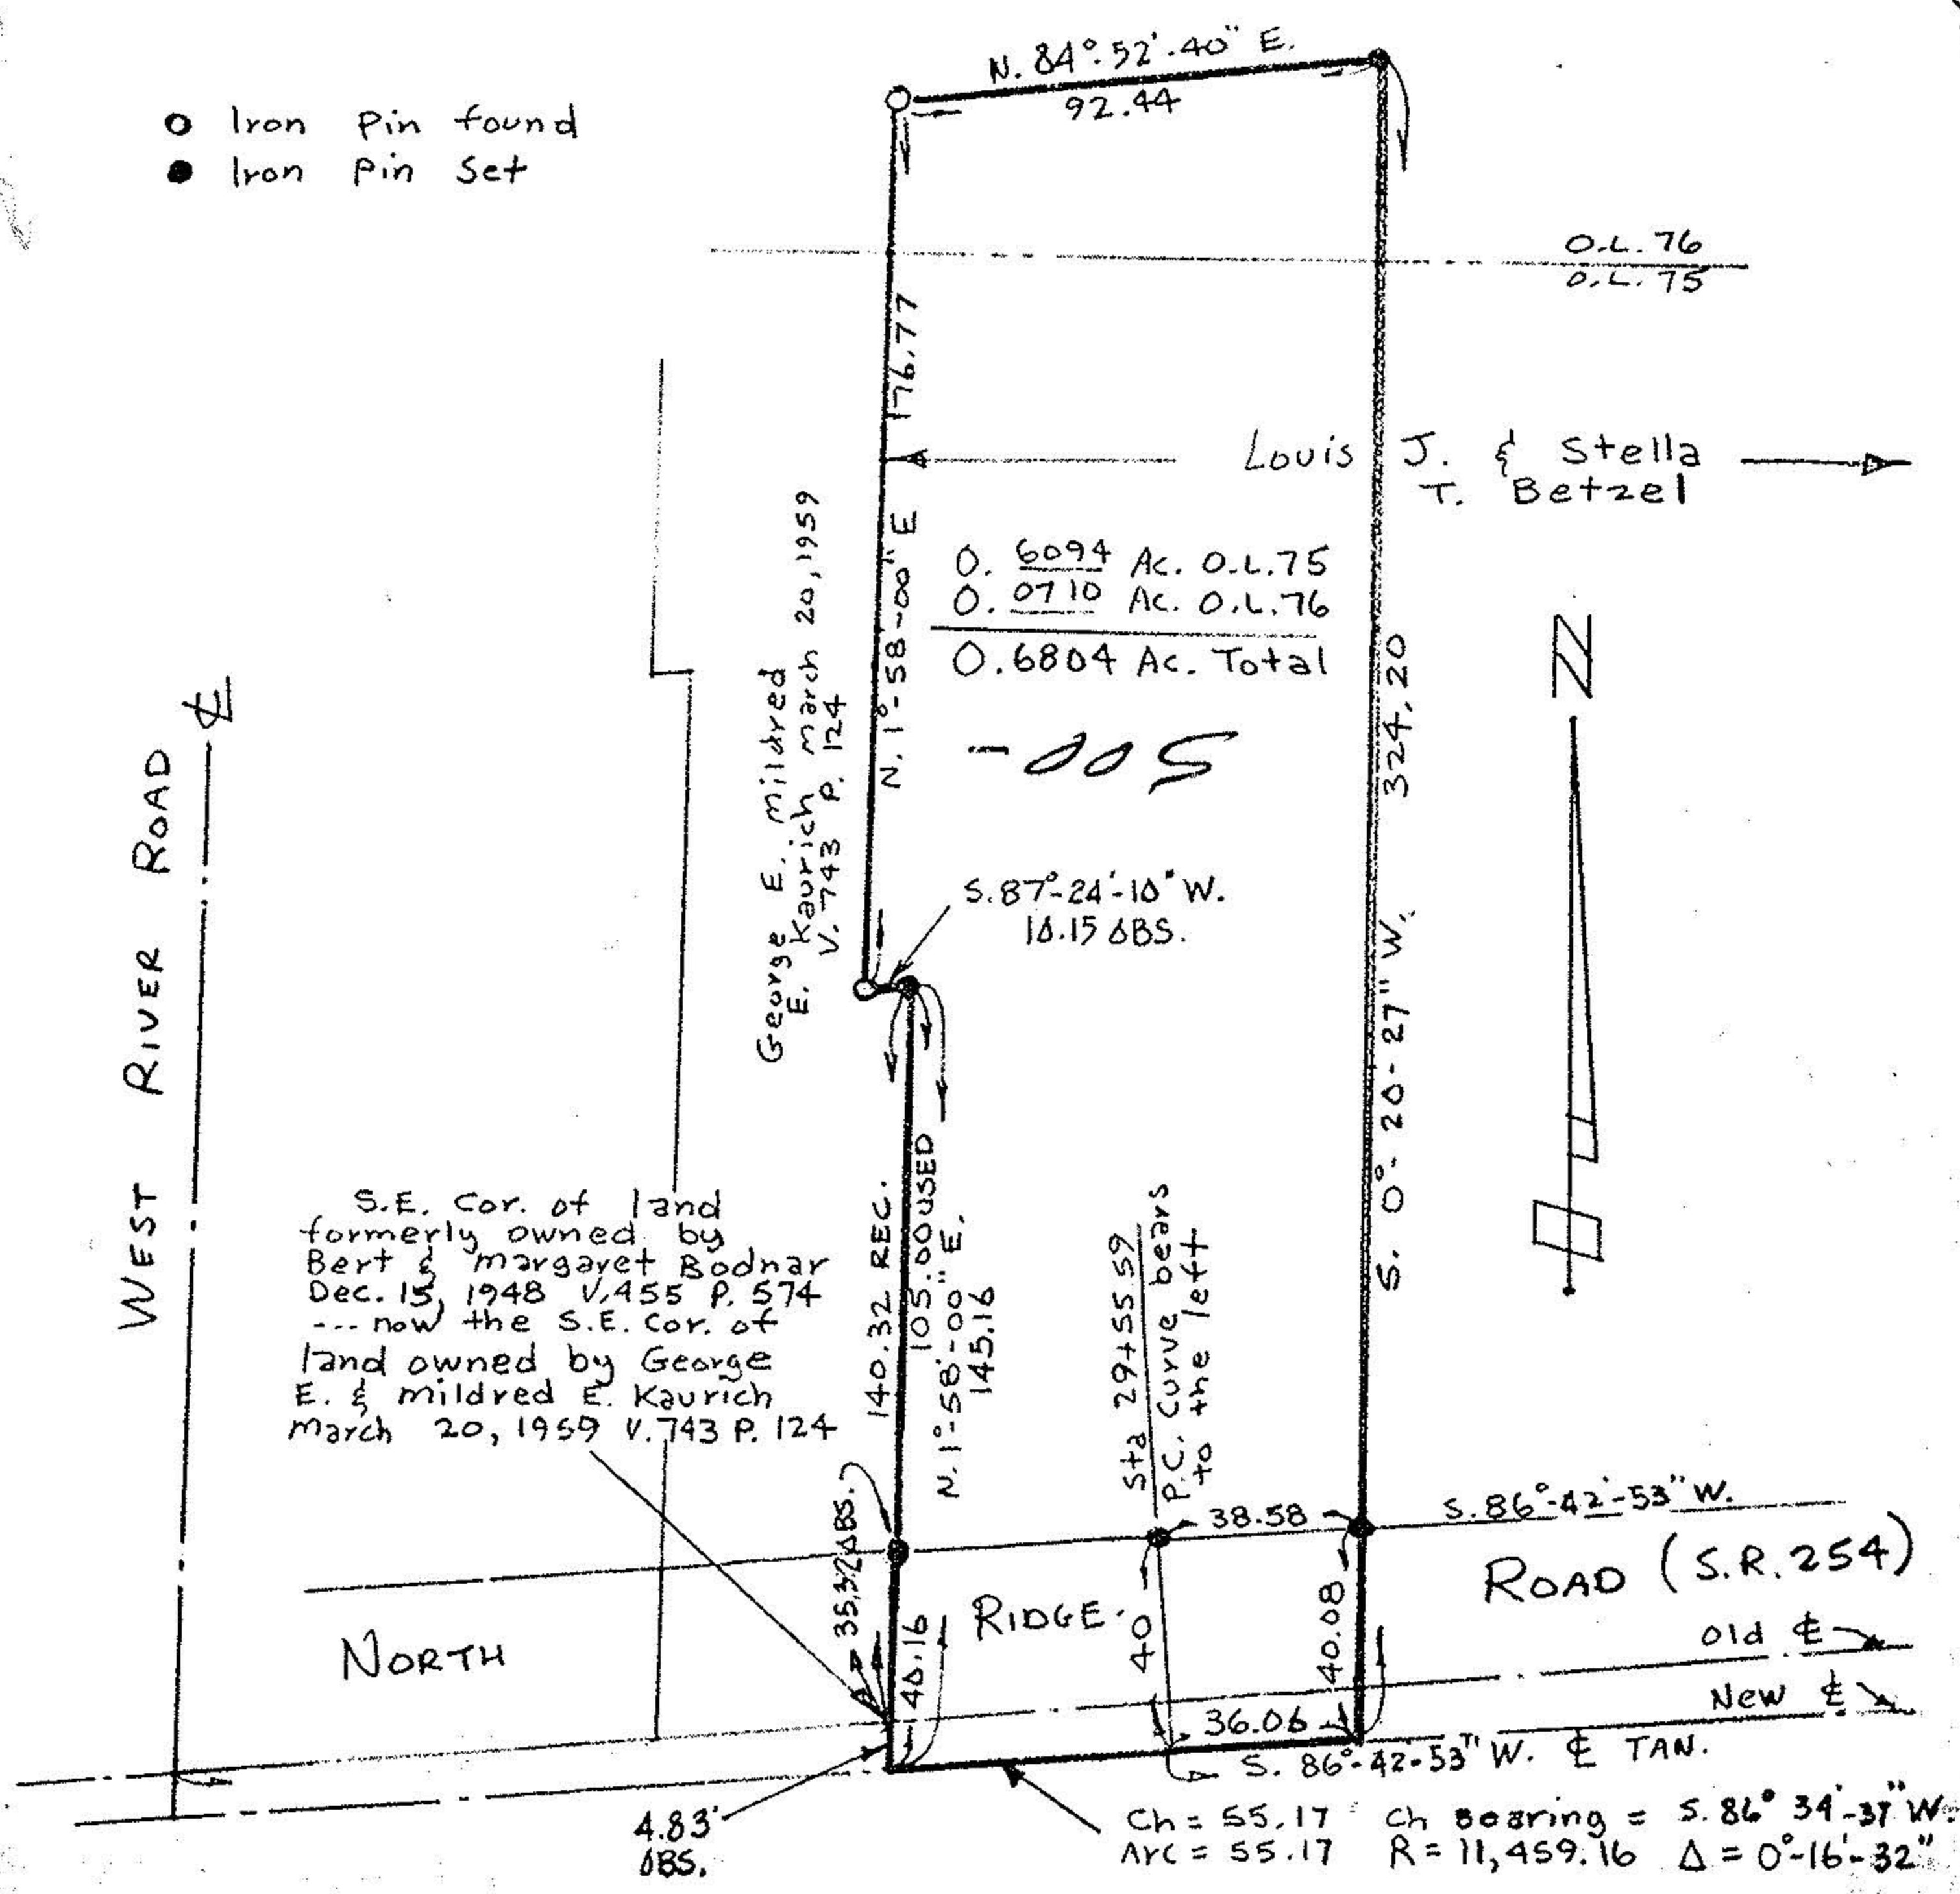 N. 84°-52'-40" E.
92.44
O Iron Pin found
● Iron Pin Set
O.L. 76
O.L. 75
176.77
N. 1°-58'-00" E
Louis J. & Stella
T. Betzel
0.6094 Ac. O.L.75
0.0710 Ac. O.L.76
0.6804 Ac. Total
-005
George E. Mildred
E. Kaurich March 20, 1959
V. 743 P. 124
324.20
S. 0°-20-27" W.
N
S. 87°-24'-10" W.
10.15 OBS.
WEST RIVER ROAD ℄
S.E. Cor. of land
formerly owned by
Bert & Margaret Bodnar
Dec. 15, 1948 V.455 P. 574
--- now the S.E. Cor. of
land owned by George
E. & Mildred E. Kaurich
March 20, 1959 V. 743 P. 124
140.32 REC.
105.00 USED
N. 1°-58'-00" E.
145.16
Sta 29+55.59
P.C. Curve bears
to the left
35.32 OBS.
40.16
38.58
S. 86°-42'-53" W.
40
40.08
NORTH RIDGE ROAD (S.R. 254)
Old ℄
New ℄
36.06
S. 86°-42-53" W. ℄ TAN.
4.83'
OBS.
Ch = 55.17 Ch Bearing = S. 86° 34'-37" W.
Arc = 55.17 R = 11,459.16 Δ = 0°-16'-32"